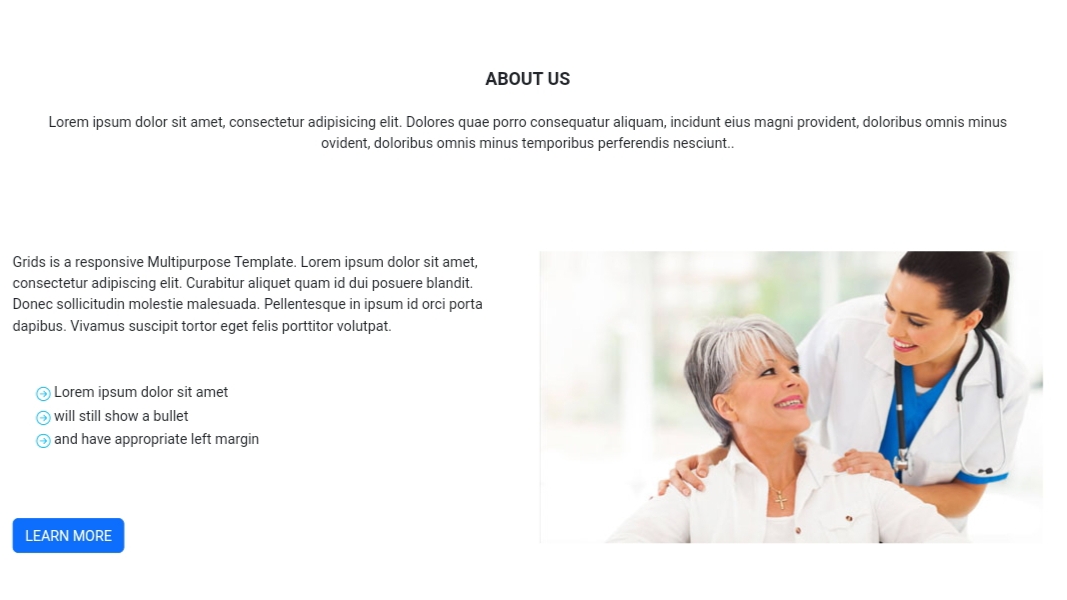 ABOUT US
Lorem ipsum dolor sit amet, consectetur adipisicing elit. Dolores quae porro consequatur aliquam, incidunt eius magni provident, doloribus omnis minus
ovident, doloribus omnis minus temporibus perferendis nesciunt..
Grids is a responsive Multipurpose Template. Lorem ipsum dolor sit amet,
consectetur adipiscing elit. Curabitur aliquet quam id dui posuere blandit.
Donec sollicitudin molestie malesuada. Pellentesque in ipsum id orci porta
dapibus. Vivamus suscipit tortor eget felis porttitor volutpat.
Lorem ipsum dolor sit amet
will still show a bullet
and have appropriate left margin
LEARN MORE